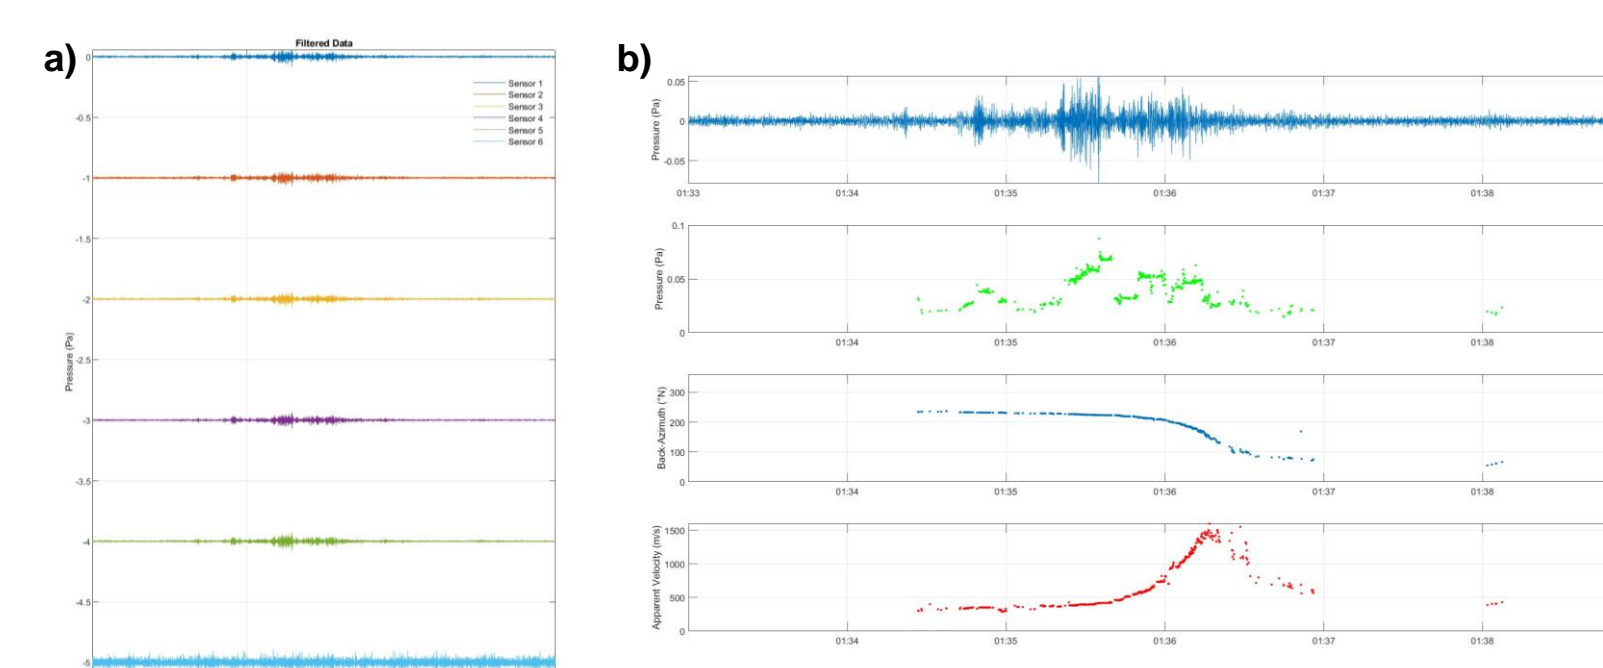 a)
Filtered Data
0
-0.5
-1
-1.5
-2
-2.5
-3
-3.5
-4
-4.5
-5
Pressure (Pa)
Sensor 1
Sensor 2
Sensor 3
Sensor 4
Sensor 5
Sensor 6
b)
Pressure (Pa)
0.05
0
-0.05
01:33 01:34 01:35 01:36 01:37 01:38
Pressure (Pa)
0.1
0.05
0
01:34 01:35 01:36 01:37 01:38
Back-Azimuth (°N)
300
200
100
0
01:34 01:35 01:36 01:37 01:38
Apparent Velocity (m/s)
1500
1000
500
0
01:34 01:35 01:36 01:37 01:38